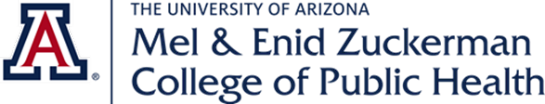 A®
THE UNIVERSITY OF ARIZONA
Mel & Enid Zuckerman
College of Public Health